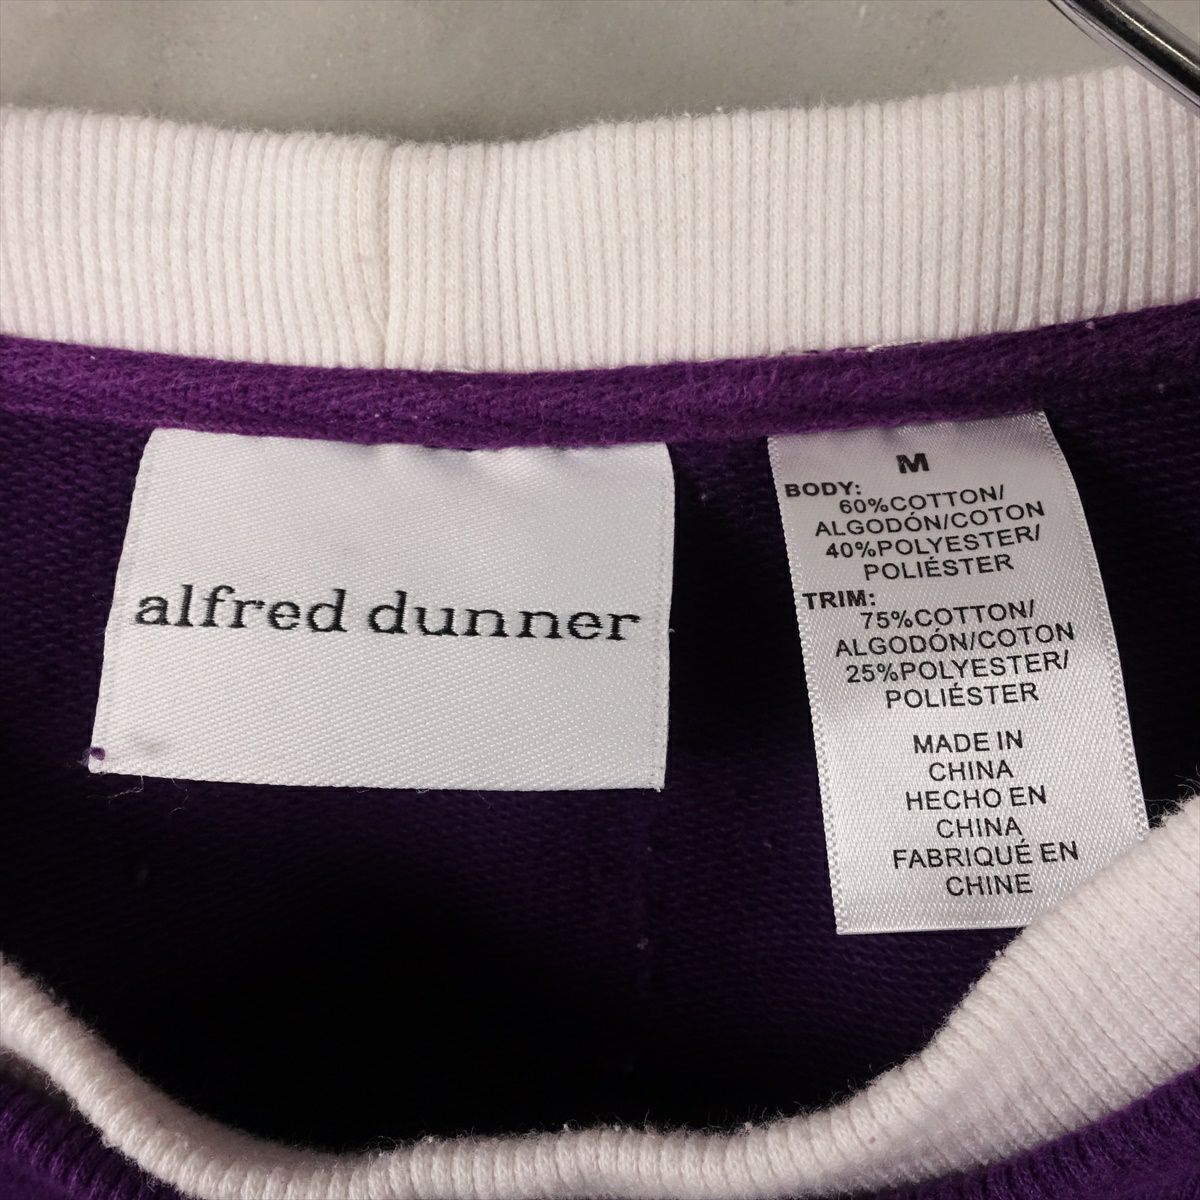 alfred dunner
M
BODY:
60%COTTON/
ALGODÓN/COTON
40%POLYESTER/
POLIÉSTER
TRIM:
75%COTTON/
ALGODÓN/COTON
25%POLYESTER/
POLIÉSTER
MADE IN
CHINA
HECHO EN
CHINA
FABRIQUÉ EN
CHINE